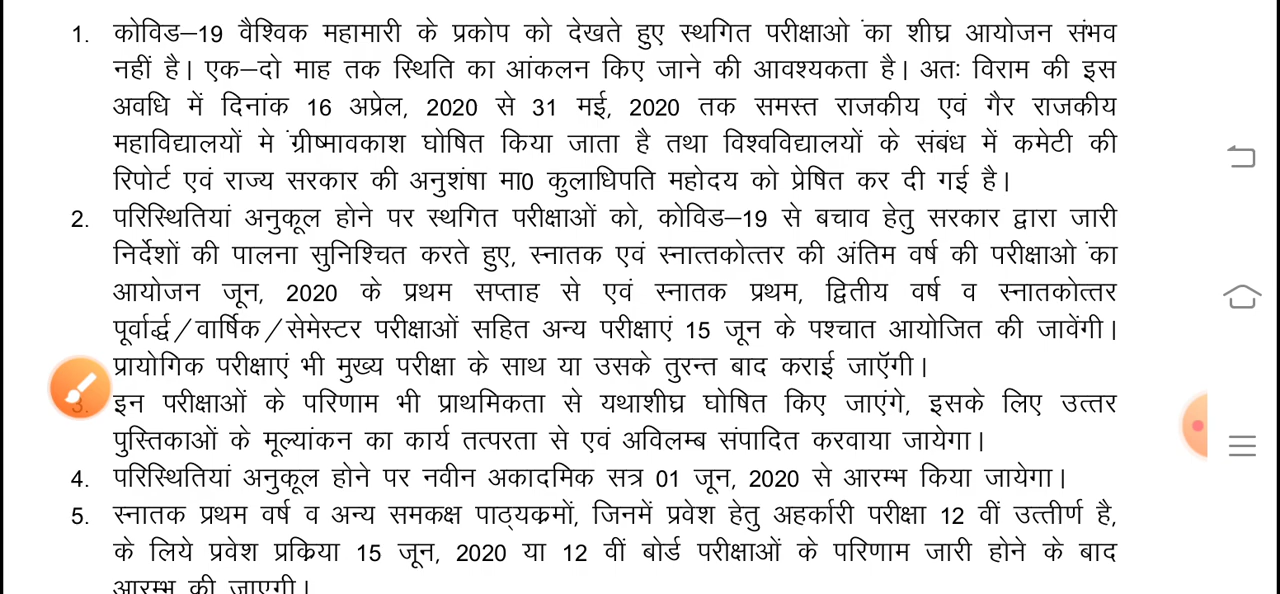 1. कोविड–19 वैश्विक महामारी के प्रकोप को देखते हुए स्थगित परीक्षाओ ंका शीघ्र आयोजन संभव
नहीं है। एक–दो माह तक स्थिति का आंकलन किए जाने की आवश्यकता है। अतः विराम की इस
अवधि में दिनांक 16 अप्रेल, 2020 से 31 मई, 2020 तक समस्त राजकीय एवं गैर राजकीय
महाविद्यालयों मे ंग्रीष्मावकाश घोषित किया जाता है तथा विश्वविद्यालयों के संबंध में कमेटी की
रिपोर्ट एवं राज्य सरकार की अनुशंषा मा0 कुलाधिपति महोदय को प्रेषित कर दी गई है।
2. परिस्थितियां अनुकूल होने पर स्थगित परीक्षाओं को, कोविड–19 से बचाव हेतु सरकार द्वारा जारी
निर्देशों की पालना सुनिश्चित करते हुए, स्नातक एवं स्नात्तकोत्तर की अंतिम वर्ष की परीक्षाओ ंका
आयोजन जून, 2020 के प्रथम सप्ताह से एवं स्नातक प्रथम, द्वितीय वर्ष व स्नातकोत्तर
पूर्वार्द्ध/वार्षिक/सेमेस्टर परीक्षाओं सहित अन्य परीक्षाएं 15 जून के पश्चात आयोजित की जावेंगी।
प्रायोगिक परीक्षाएं भी मुख्य परीक्षा के साथ या उसके तुरन्त बाद कराई जाऍगी।
3. इन परीक्षाओं के परिणाम भी प्राथमिकता से यथाशीघ्र घोषित किए जाएंगे, इसके लिए उत्तर
पुस्तिकाओं के मूल्यांकन का कार्य तत्परता से एवं अविलम्ब संपादित करवाया जायेगा।
4. परिस्थितियां अनुकूल होने पर नवीन अकादमिक सत्र 01 जून, 2020 से आरम्भ किया जायेगा।
5. स्नातक प्रथम वर्ष व अन्य समकक्ष पाठ्यक्रमों, जिनमें प्रवेश हेतु अहर्कारी परीक्षा 12 वीं उत्तीर्ण है,
के लिये प्रवेश प्रक्रिया 15 जून, 2020 या 12 वीं बोर्ड परीक्षाओं के परिणाम जारी होने के बाद
आरम्भ की जाएगी।